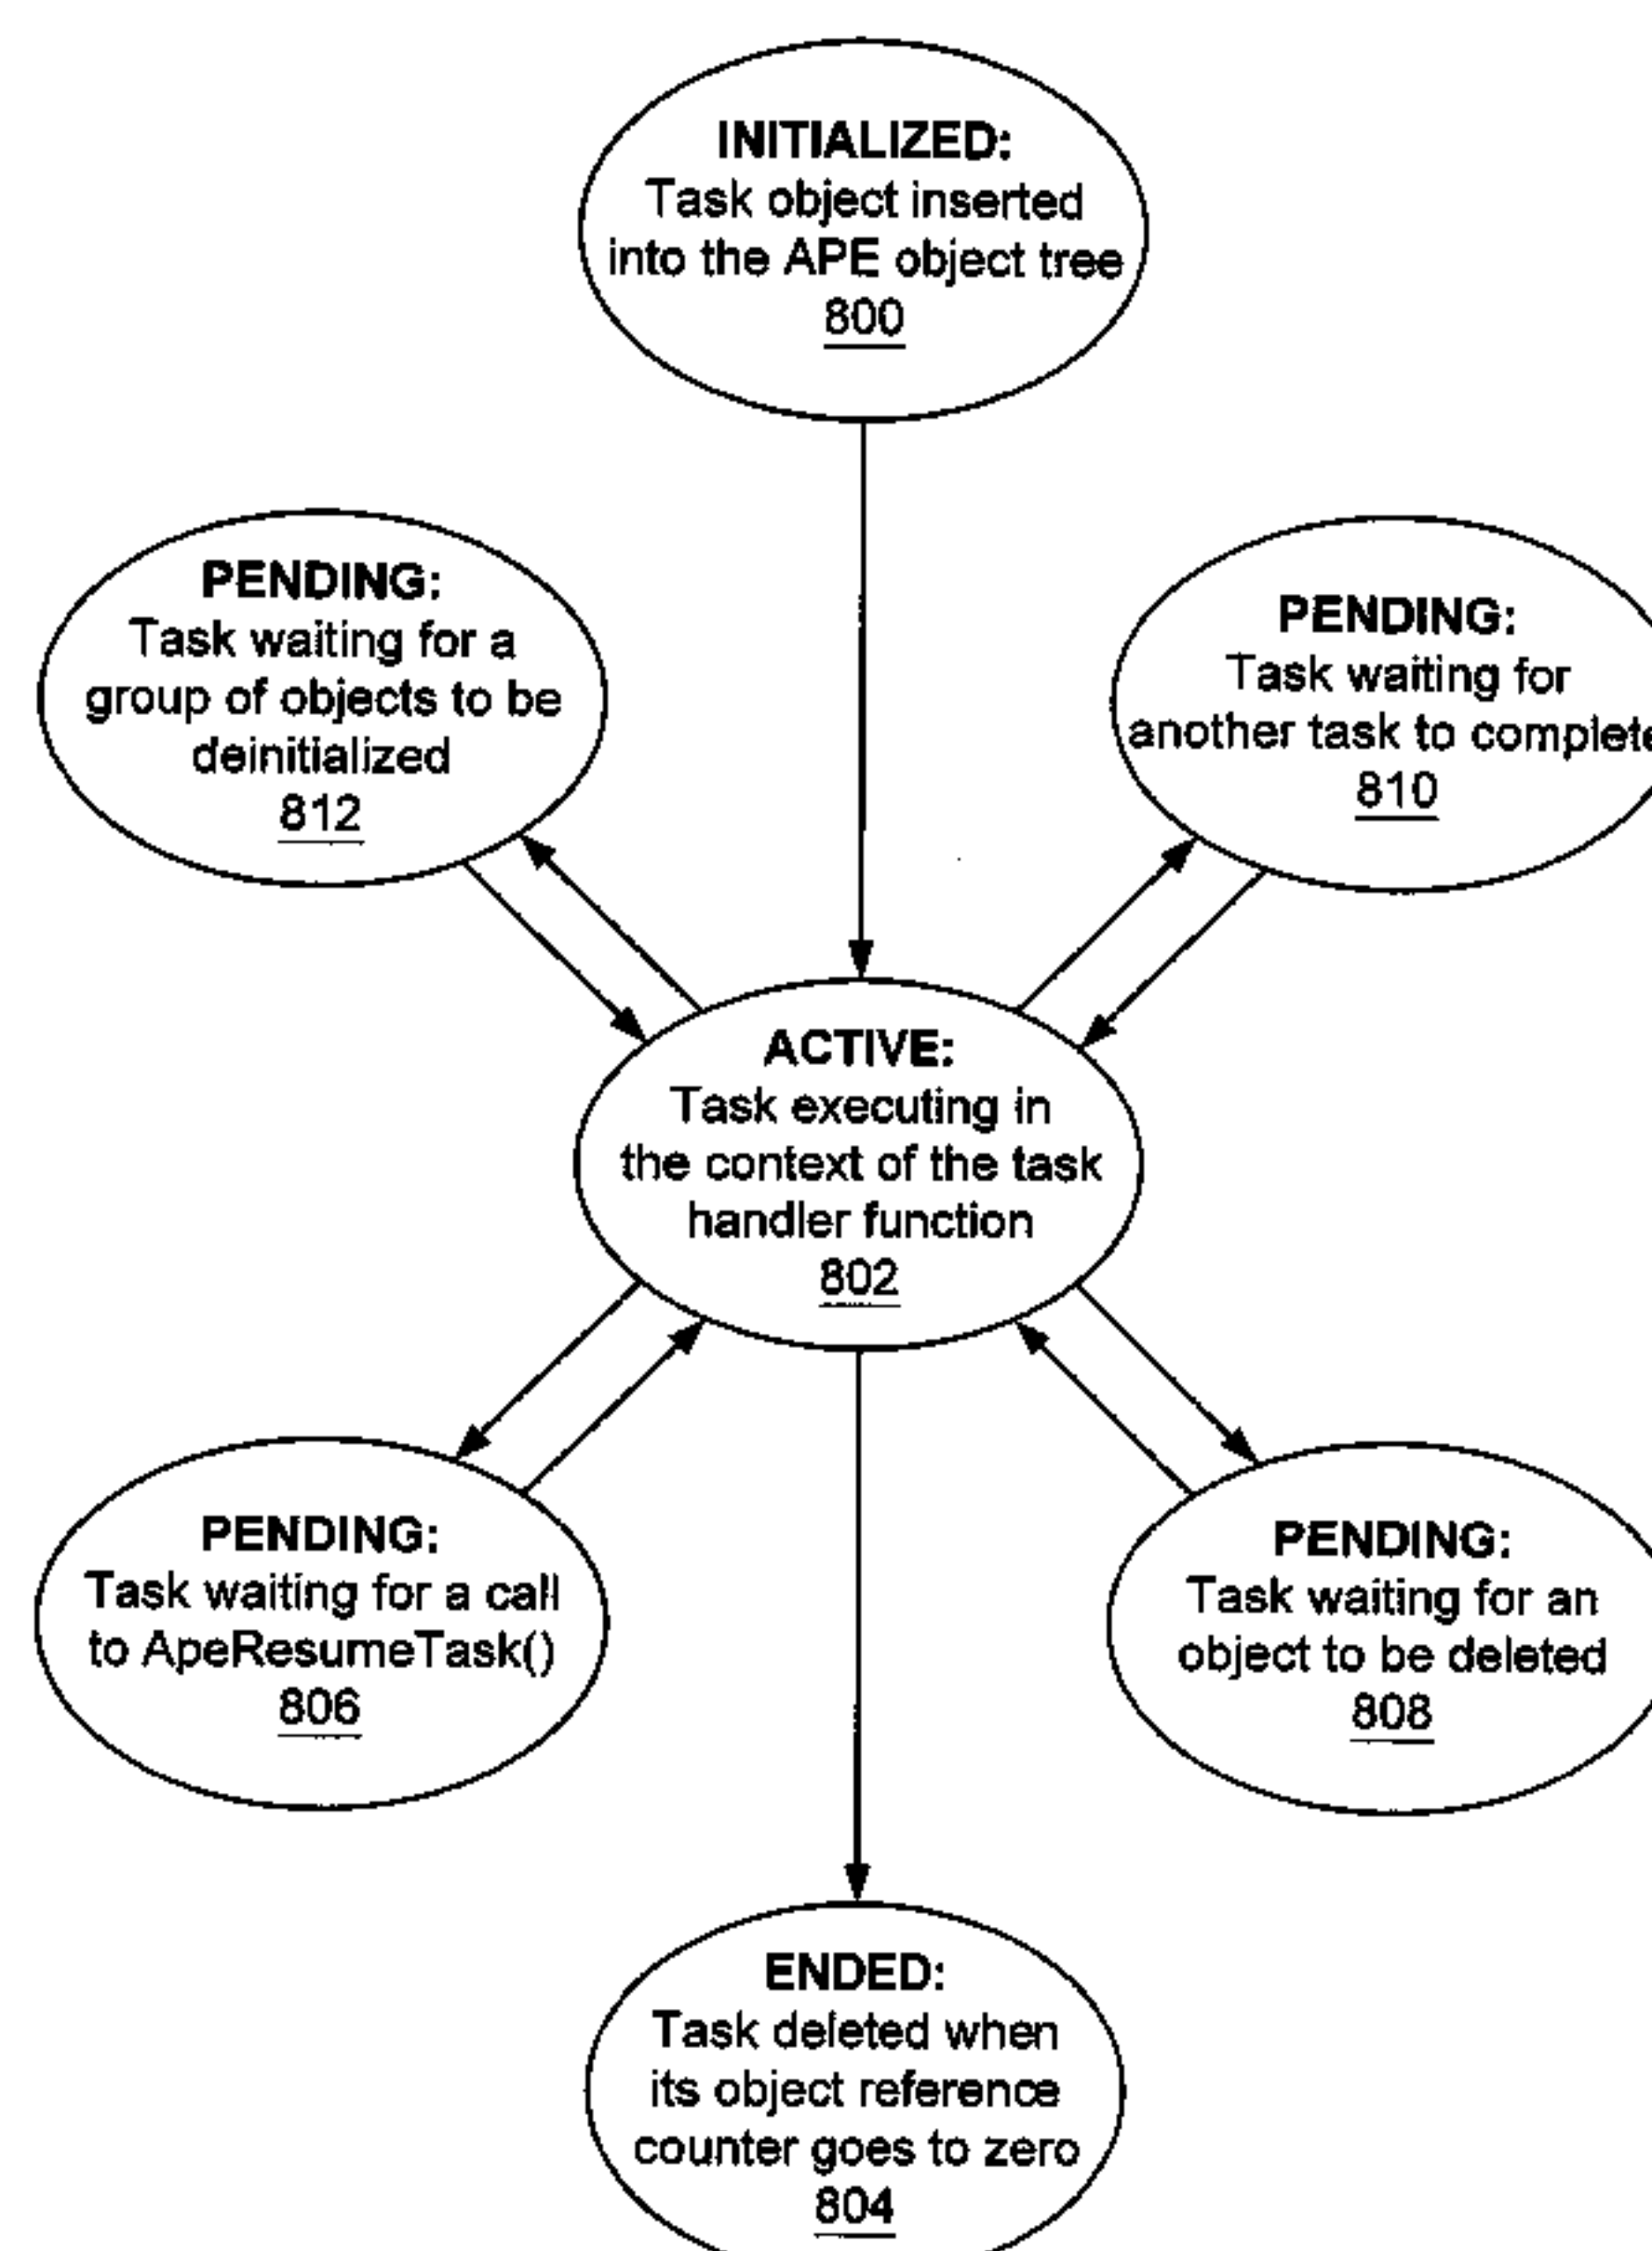 INITIALIZED:
Task object inserted
into the APE object tree
800
PENDING:
Task waiting for a
group of objects to be
deinitialized
812
PENDING:
Task waiting for
another task to complete
810
ACTIVE:
Task executing in
the context of the task
handler function
802
PENDING:
Task waiting for a call
to ApeResumeTask()
806
PENDING:
Task waiting for an
object to be deleted
808
ENDED:
Task deleted when
its object reference
counter goes to zero
804